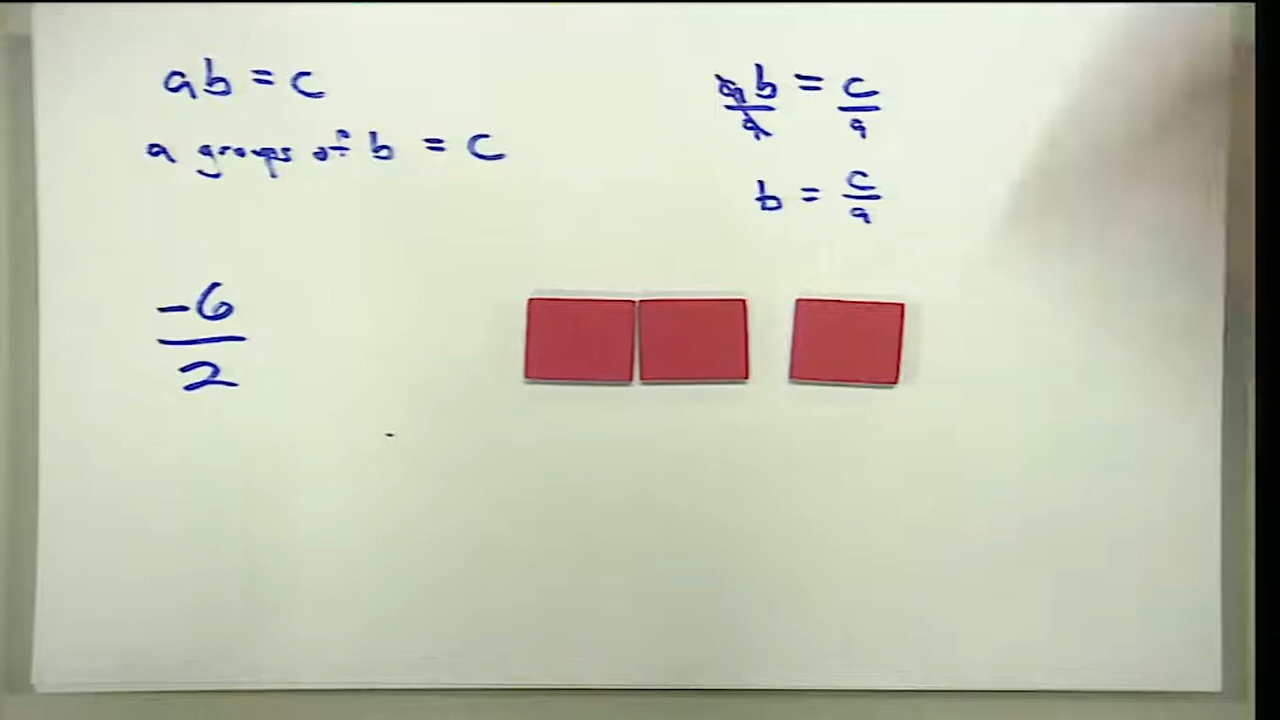 ab = c
a groups of b = c
ab/a = c/a
b = c/a
-6/2